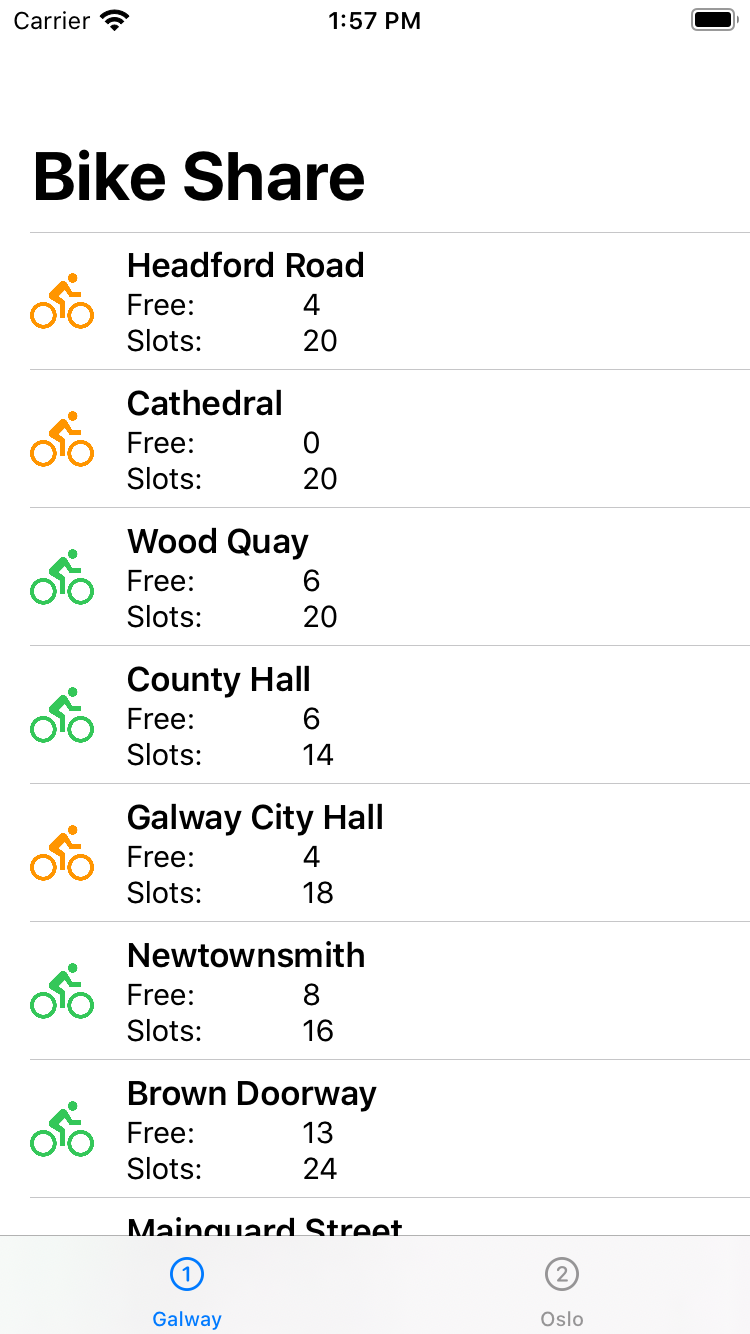 Carrier 1:57 PM
Bike Share
Headford Road
Free: 4
Slots: 20
Cathedral
Free: 0
Slots: 20
Wood Quay
Free: 6
Slots: 20
County Hall
Free: 6
Slots: 14
Galway City Hall
Free: 4
Slots: 18
Newtownsmith
Free: 8
Slots: 16
Brown Doorway
Free: 13
Slots: 24
Mainguard Street
1 2
Galway Oslo